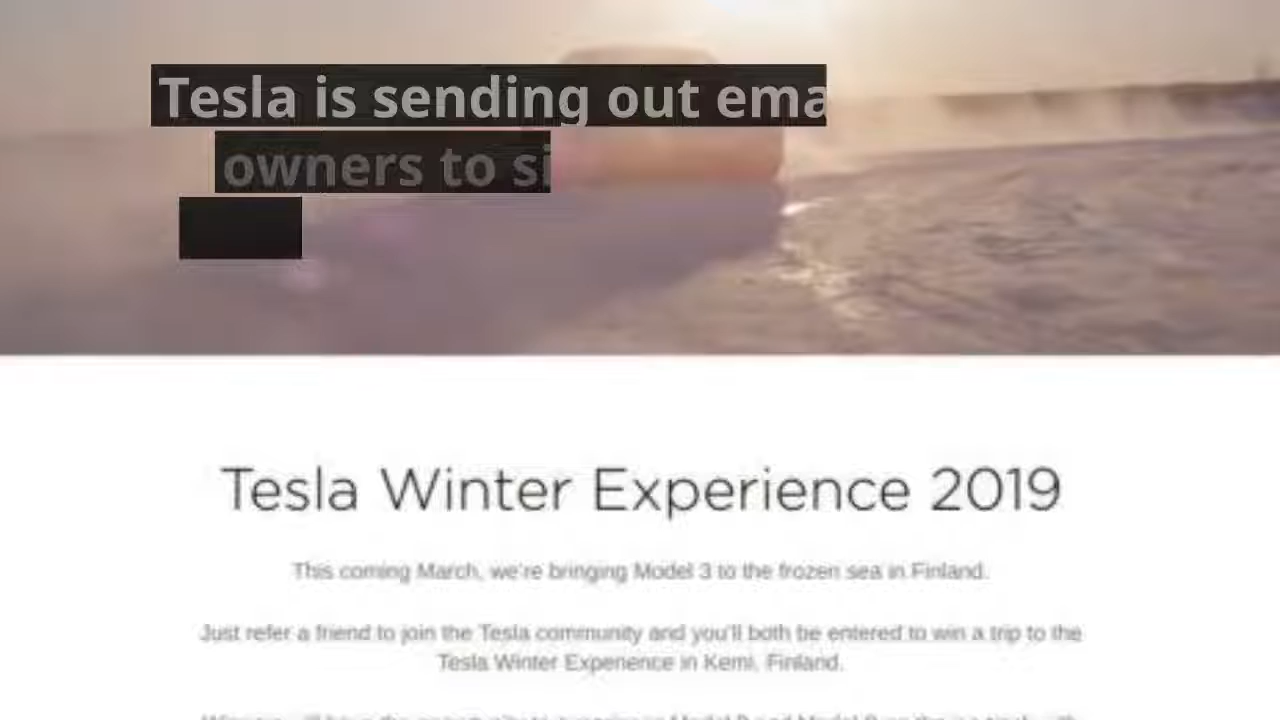 Tesla is sending out ema
owners to si
Tesla Winter Experience 2019
This coming March, we're bringing Model 3 to the frozen sea in Finland.
Just refer a friend to join the Tesla community and you'll both be entered to win a trip to the
Tesla Winter Experience in Kemi, Finland.